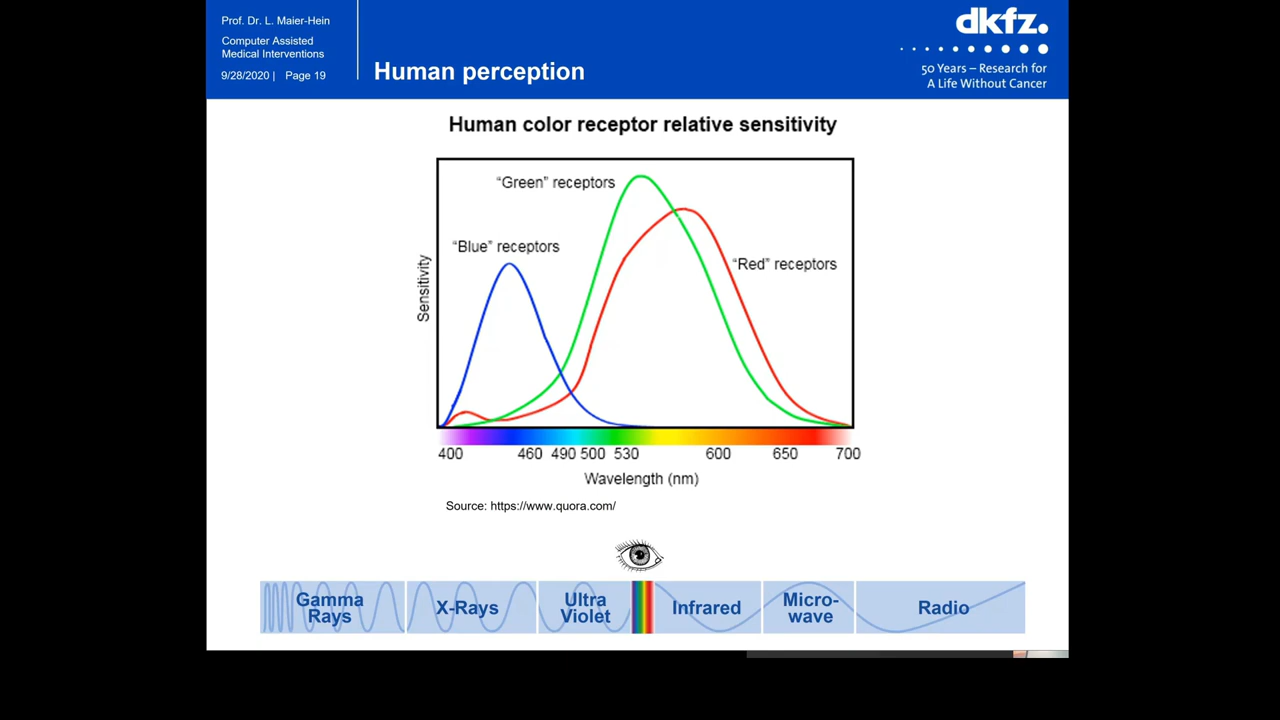 Prof. Dr. L. Maier-Hein
Computer Assisted
Medical Interventions
9/28/2020 | Page 19
Human perception
dkfz.
50 Years – Research for
A Life Without Cancer
Human color receptor relative sensitivity
“Green” receptors
“Blue” receptors
“Red” receptors
Sensitivity
400 460 490 500 530 600 650 700
Wavelength (nm)
Source: https://www.quora.com/
Gamma
Rays
X-Rays
Ultra
Violet
Infrared
Micro-
wave
Radio